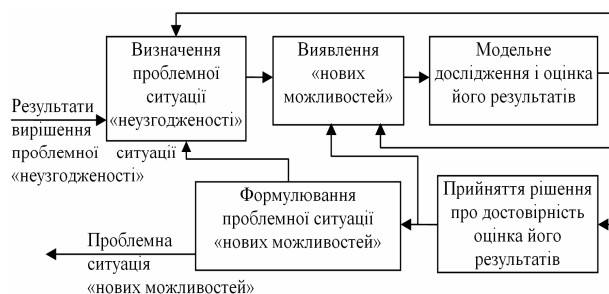 Визначення
проблемної
ситуації
«неузгодженості»
Виявлення
«нових
можливостей»
Модельне
дослідження і оцінка
його результатів
Результати
вирішення
проблемної ситуації
«неузгодженості»
Формулювання
проблемної ситуації
«нових можливостей»
Прийняття рішення
про достовірність
оцінка його
результатів
Проблемна
ситуація
«нових можливостей»